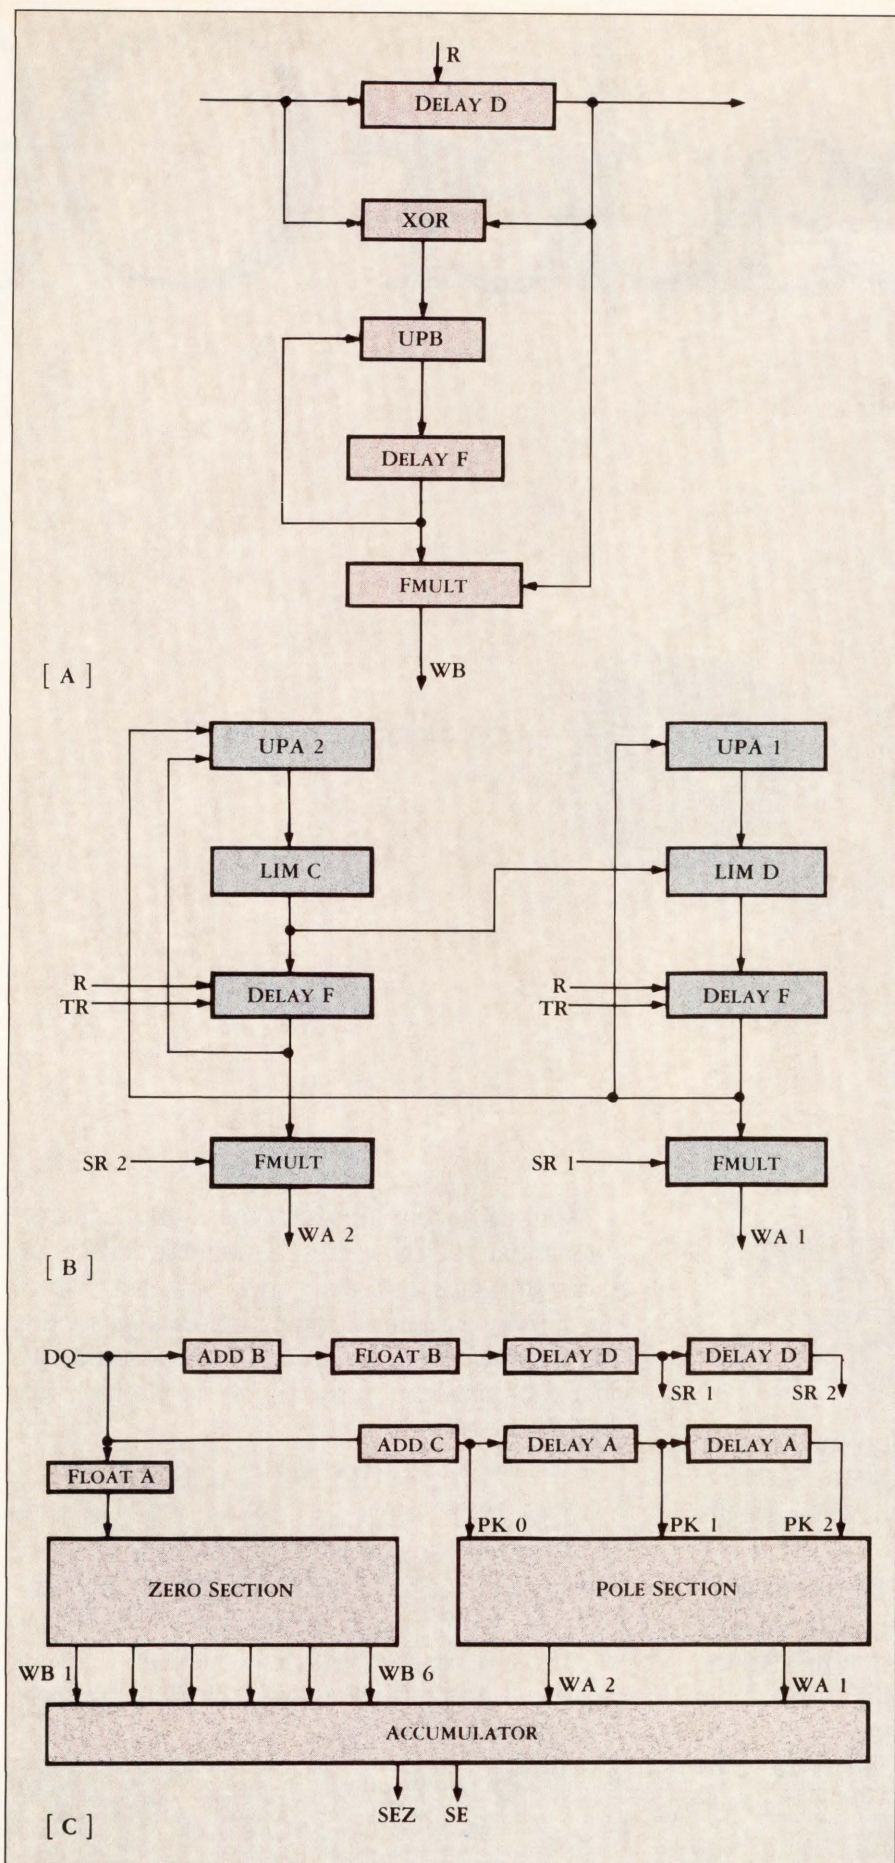 R
DELAY D
XOR
UPB
DELAY F
FMULT
WB
[ A ]
UPA 2
UPA 1
LIM C
LIM D
R
TR
DELAY F
R
TR
DELAY F
SR 2
FMULT
SR 1
FMULT
WA 2
WA 1
[ B ]
DQ
ADD B
FLOAT B
DELAY D
DELAY D
SR 1
SR 2
ADD C
DELAY A
DELAY A
FLOAT A
PK 0
PK 1
PK 2
ZERO SECTION
POLE SECTION
WB 1
WB 6
WA 2
WA 1
ACCUMULATOR
SEZ
SE
[ C ]